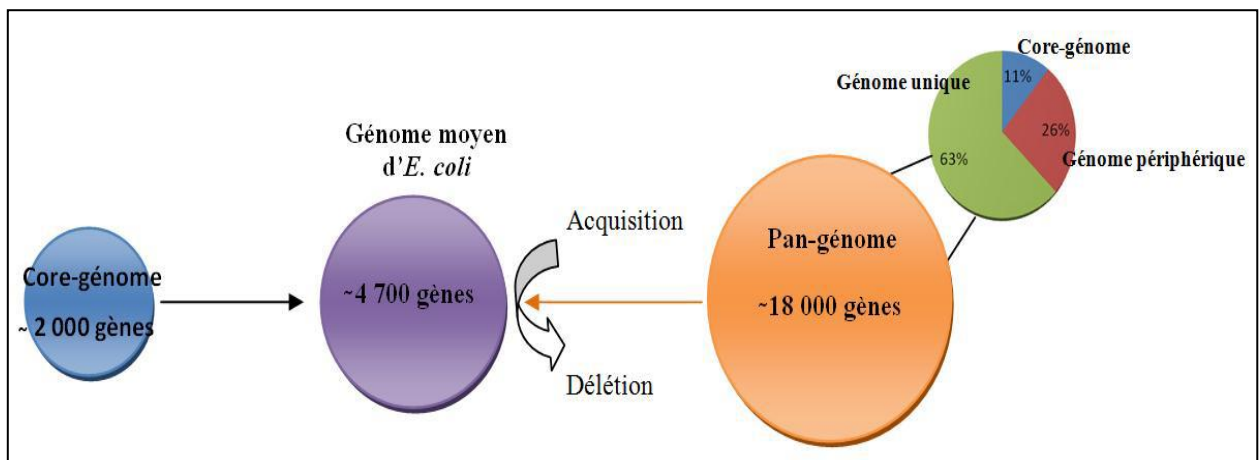 Core-génome
~ 2 000 gènes
Génome moyen
d'E. coli
~4 700 gènes
Acquisition
Délétion
Pan-génome
~18 000 gènes
Core-génome
11%
Génome unique
26%
Génome périphérique
63%